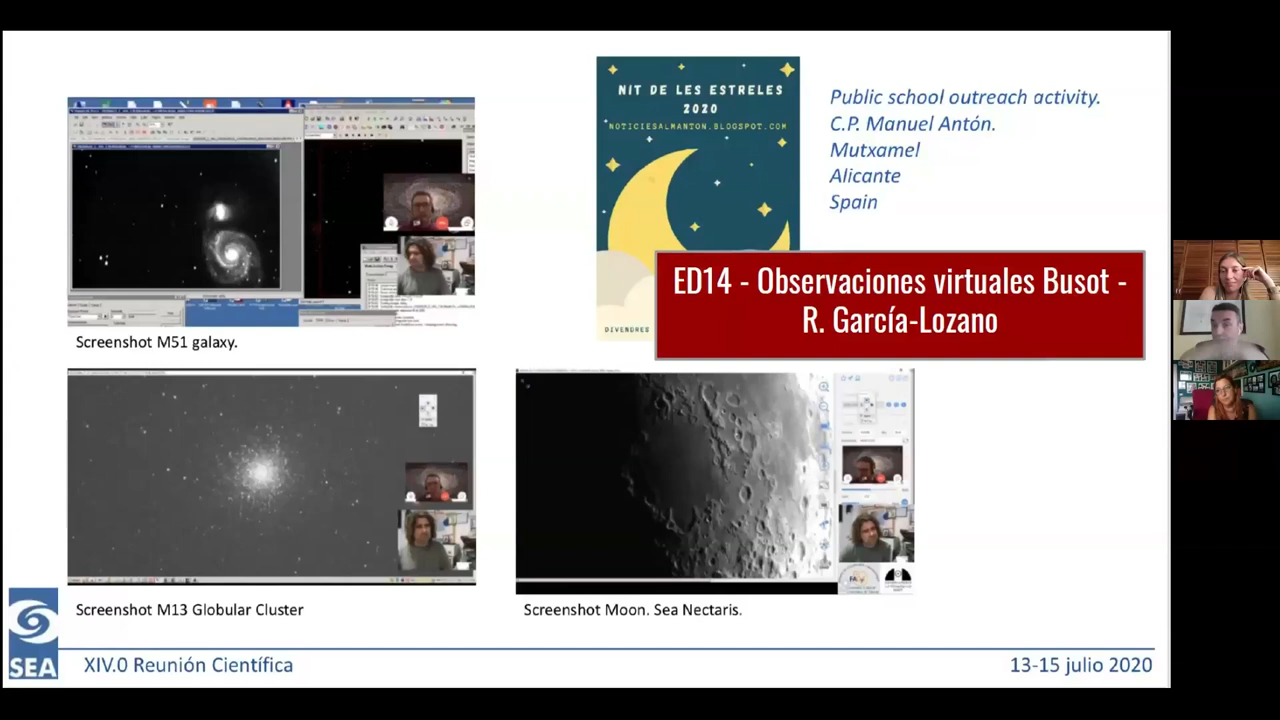 NIT DE LES ESTRELES
2020
NOTICIESALMANTON.BLOGSPOT.COM
DIVENDRES
Public school outreach activity.
C.P. Manuel Antón.
Mutxamel
Alicante
Spain
ED14 - Observaciones virtuales Busot -
R. García-Lozano
Screenshot M51 galaxy.
Screenshot M13 Globular Cluster
Screenshot Moon. Sea Nectaris.
SEA
XIV.0 Reunión Científica
13-15 julio 2020